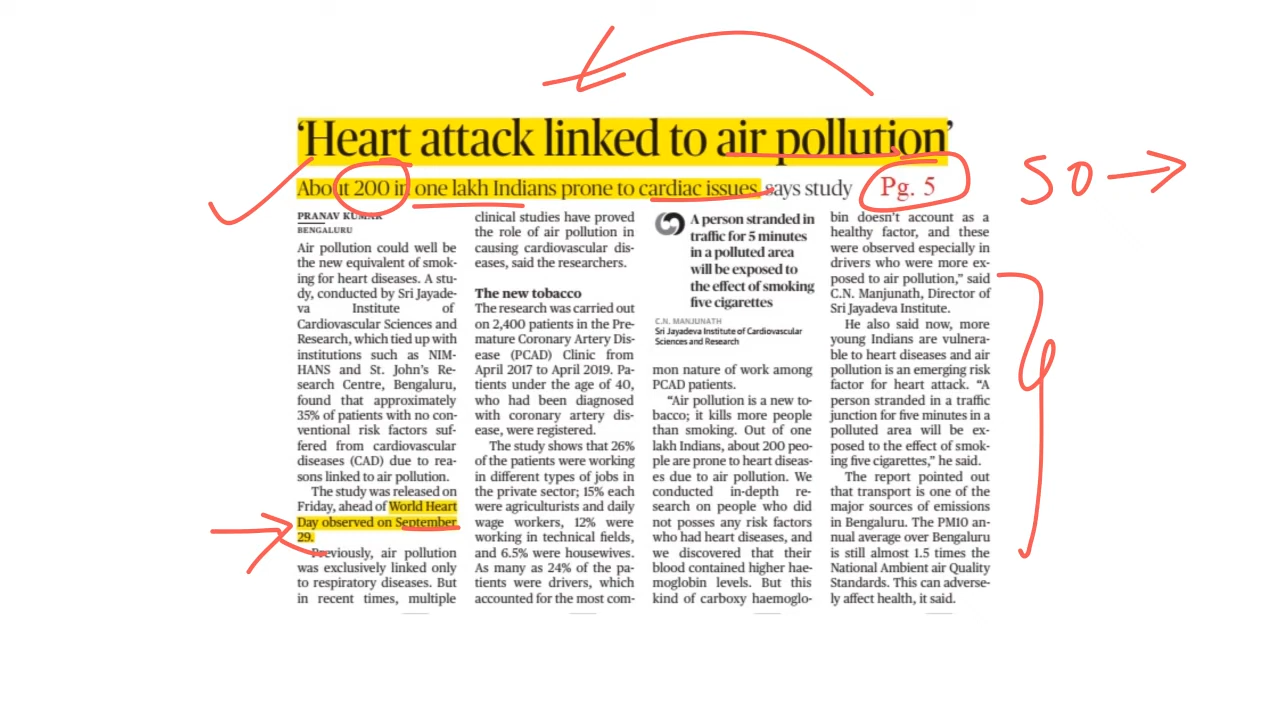 ‘Heart attack linked to air pollution’
About 200 in one lakh Indians prone to cardiac issues, says study
Pg. 5
SO
PRANAV KUMAR
BENGALURU
Air pollution could well be
the new equivalent of smok-
ing for heart diseases. A stu-
dy, conducted by Sri Jayade-
va Institute of
Cardiovascular Sciences and
Research, which tied up with
institutions such as NIM-
HANS and St. John’s Re-
search Centre, Bengaluru,
found that approximately
35% of patients with no con-
ventional risk factors suf-
fered from cardiovascular
diseases (CAD) due to rea-
sons linked to air pollution.
The study was released on
Friday, ahead of World Heart
Day observed on September
29.
Previously, air pollution
was exclusively linked only
to respiratory diseases. But
in recent times, multiple
clinical studies have proved
the role of air pollution in
causing cardiovascular dis-
eases, said the researchers.
The new tobacco
The research was carried out
on 2,400 patients in the Pre-
mature Coronary Artery Dis-
ease (PCAD) Clinic from
April 2017 to April 2019. Pa-
tients under the age of 40,
who had been diagnosed
with coronary artery dis-
ease, were registered.
The study shows that 26%
of the patients were working
in different types of jobs in
the private sector; 15% each
were agriculturists and daily
wage workers, 12% were
working in technical fields,
and 6.5% were housewives.
As many as 24% of the pa-
tients were drivers, which
accounted for the most com-
A person stranded in
traffic for 5 minutes
in a polluted area
will be exposed to
the effect of smoking
five cigarettes
C.N. MANJUNATH
Sri Jayadeva Institute of Cardiovascular
Sciences and Research
mon nature of work among
PCAD patients.
“Air pollution is a new to-
bacco; it kills more people
than smoking. Out of one
lakh Indians, about 200 peo-
ple are prone to heart diseas-
es due to air pollution. We
conducted in-depth re-
search on people who did
not posses any risk factors
who had heart diseases, and
we discovered that their
blood contained higher hae-
moglobin levels. But this
kind of carboxy haemoglo-
bin doesn’t account as a
healthy factor, and these
were observed especially in
drivers who were more ex-
posed to air pollution,” said
C.N. Manjunath, Director of
Sri Jayadeva Institute.
He also said now, more
young Indians are vulnera-
ble to heart diseases and air
pollution is an emerging risk
factor for heart attack. “A
person stranded in a traffic
junction for five minutes in a
polluted area will be ex-
posed to the effect of smok-
ing five cigarettes,” he said.
The report pointed out
that transport is one of the
major sources of emissions
in Bengaluru. The PM10 an-
nual average over Bengaluru
is still almost 1.5 times the
National Ambient air Quality
Standards. This can adverse-
ly affect health, it said.